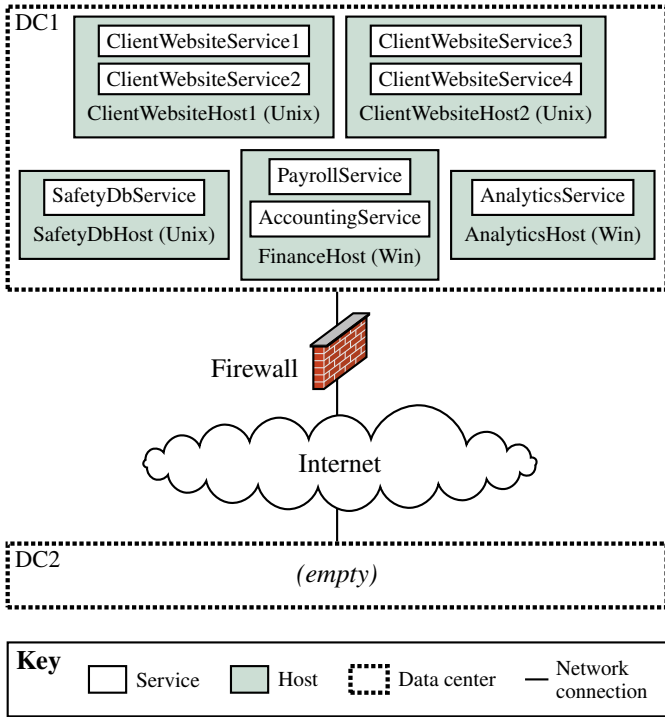 DC1
ClientWebsiteService1
ClientWebsiteService2
ClientWebsiteHost1 (Unix)
ClientWebsiteService3
ClientWebsiteService4
ClientWebsiteHost2 (Unix)
SafetyDbService
SafetyDbHost (Unix)
PayrollService
AccountingService
FinanceHost (Win)
AnalyticsService
AnalyticsHost (Win)
Firewall
Internet
DC2
(empty)
Key
Service
Host
Data center
Network
connection